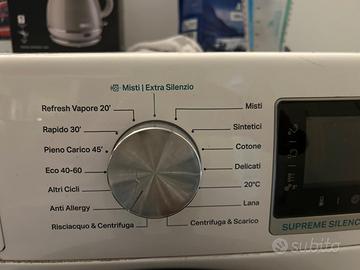 Misti | Extra Silenzio
Refresh Vapore 20'
Misti
Rapido 30'
Sintetici
Pieno Carico 45'
Cotone
Eco 40-60
Delicati
Altri Cicli
20°C
Anti Allergy
Lana
Risciacquo & Centrifuga
Centrifuga & Scarico
SUPREME SILENC
subito